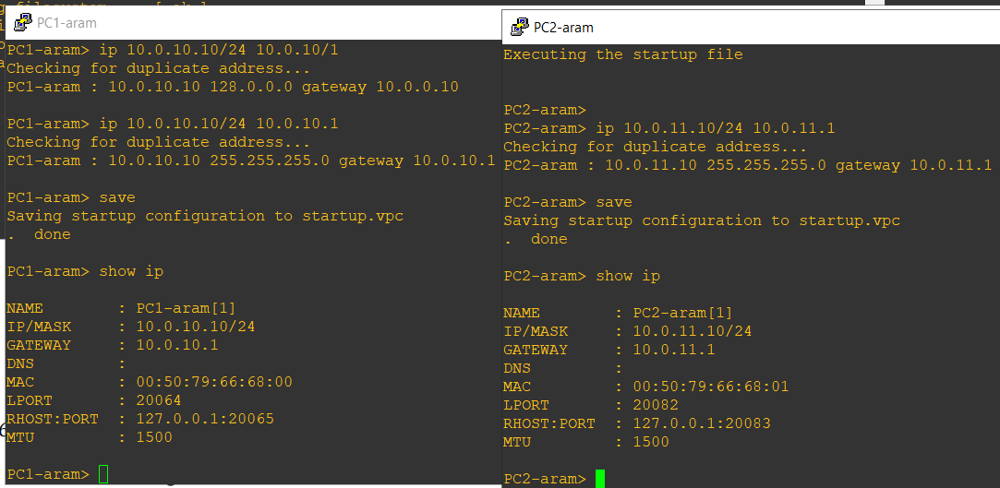 PC1-aram
PC1-aram> ip 10.0.10.10/24 10.0.10/1
Checking for duplicate address...
PC1-aram : 10.0.10.10 128.0.0.0 gateway 10.0.0.10
PC1-aram> ip 10.0.10.10/24 10.0.10.1
Checking for duplicate address...
PC1-aram : 10.0.10.10 255.255.255.0 gateway 10.0.10.1
PC1-aram> save
Saving startup configuration to startup.vpc
.  done
PC1-aram> show ip
NAME        : PC1-aram[1]
IP/MASK     : 10.0.10.10/24
GATEWAY     : 10.0.10.1
DNS         :
MAC         : 00:50:79:66:68:00
LPORT       : 20064
RHOST:PORT  : 127.0.0.1:20065
MTU         : 1500
PC1-aram>
PC2-aram
Executing the startup file
PC2-aram>
PC2-aram> ip 10.0.11.10/24 10.0.11.1
Checking for duplicate address...
PC2-aram : 10.0.11.10 255.255.255.0 gateway 10.0.11.1
PC2-aram> save
Saving startup configuration to startup.vpc
.  done
PC2-aram> show ip
NAME        : PC2-aram[1]
IP/MASK     : 10.0.11.10/24
GATEWAY     : 10.0.11.1
DNS         :
MAC         : 00:50:79:66:68:01
LPORT       : 20082
RHOST:PORT  : 127.0.0.1:20083
MTU         : 1500
PC2-aram>